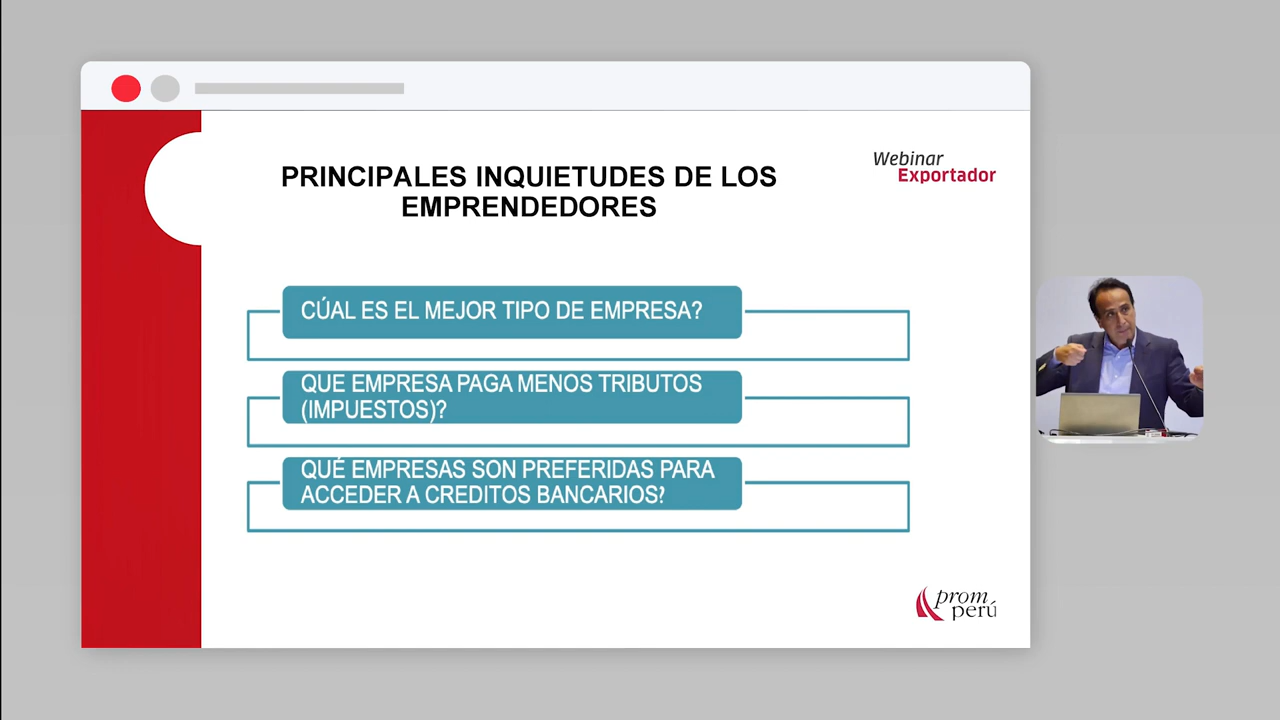 PRINCIPALES INQUIETUDES DE LOS
EMPRENDEDORES
Webinar
Exportador
CÚAL ES EL MEJOR TIPO DE EMPRESA?
QUE EMPRESA PAGA MENOS TRIBUTOS
(IMPUESTOS)?
QUÉ EMPRESAS SON PREFERIDAS PARA
ACCEDER A CREDITOS BANCARIOS?
prom
perú